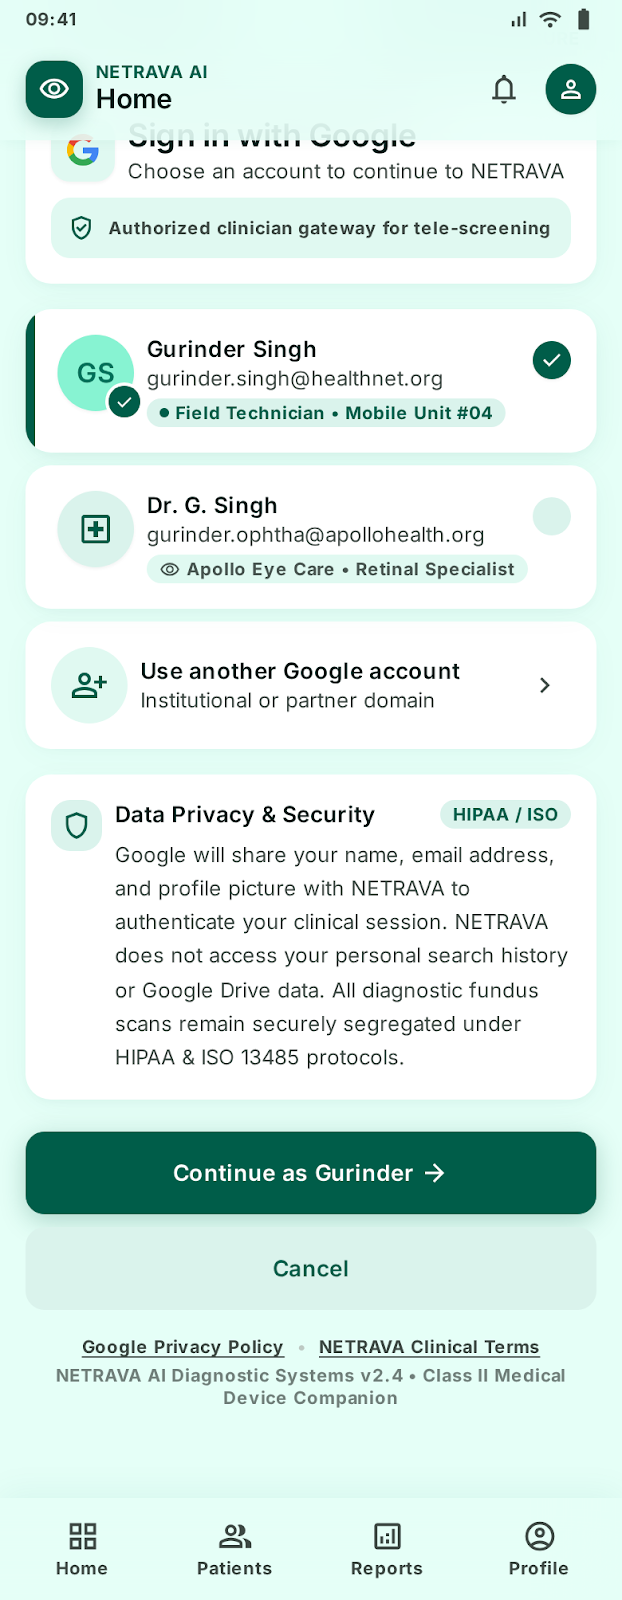 09:41
NETRAVA AI
Home
Sign in with Google
Choose an account to continue to NETRAVA
Authorized clinician gateway for tele-screening
GS
Gurinder Singh
gurinder.singh@healthnet.org
Field Technician • Mobile Unit #04
Dr. G. Singh
gurinder.ophtha@apollohealth.org
Apollo Eye Care • Retinal Specialist
Use another Google account
Institutional or partner domain
Data Privacy & Security
HIPAA / ISO
Google will share your name, email address,
and profile picture with NETRAVA to
authenticate your clinical session. NETRAVA
does not access your personal search history
or Google Drive data. All diagnostic fundus
scans remain securely segregated under
HIPAA & ISO 13485 protocols.
Continue as Gurinder →
Cancel
Google Privacy Policy • NETRAVA Clinical Terms
NETRAVA AI Diagnostic Systems v2.4 • Class II Medical
Device Companion
Home Patients Reports Profile